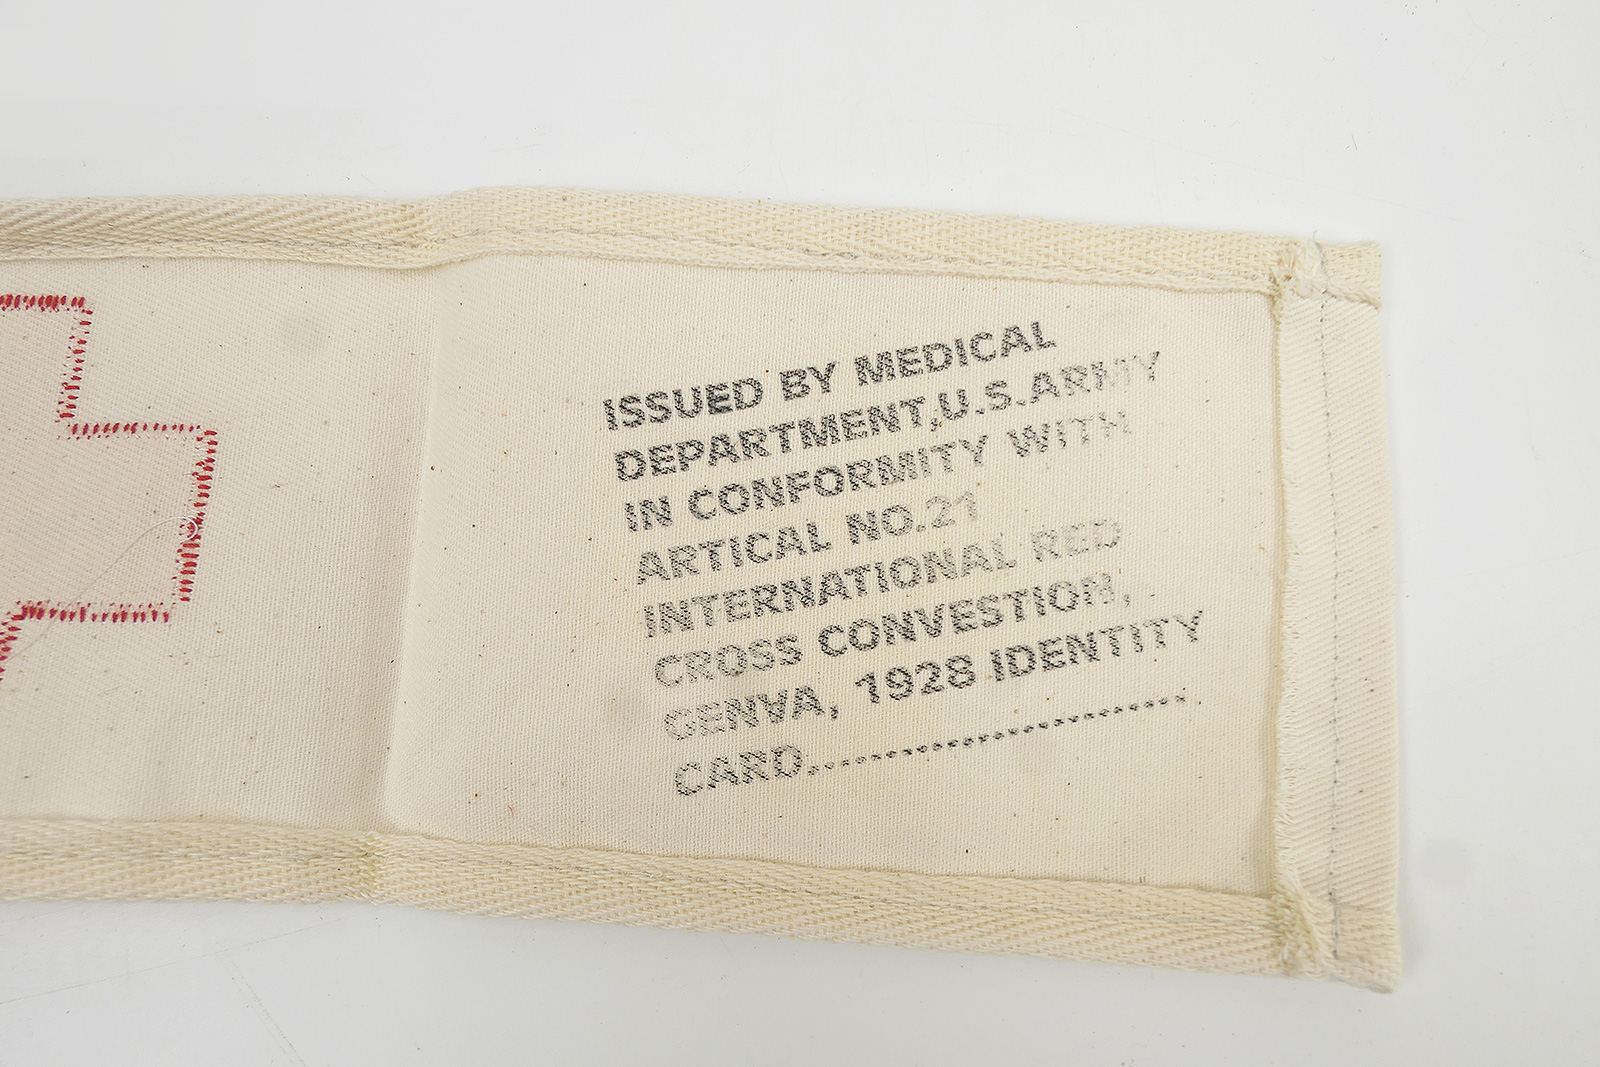 ISSUED BY MEDICAL
DEPARTMENT,U.S.ARMY
IN CONFORMITY WITH
ARTICAL NO.21
INTERNATIONAL RED
CROSS CONVESTION,
GENVA, 1928 IDENTITY
CARD..............................